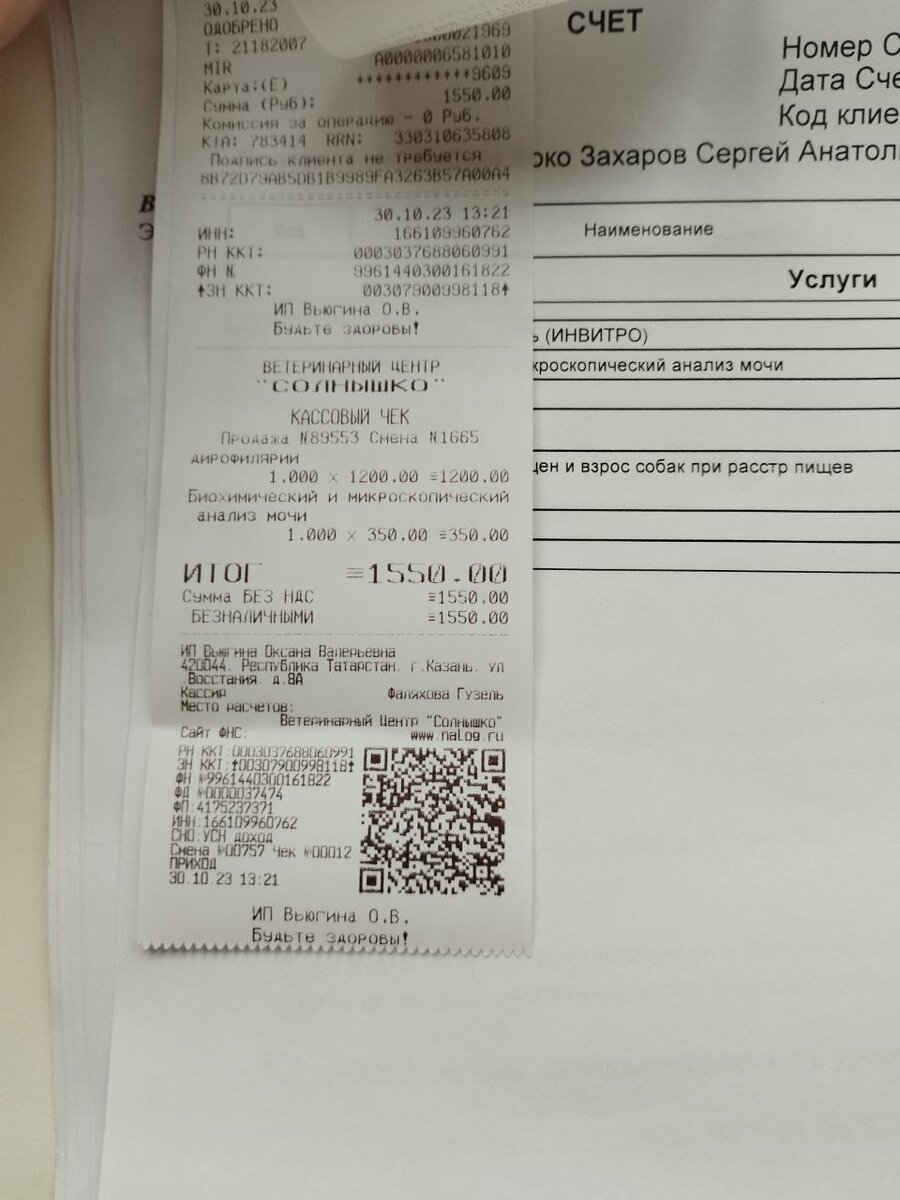 30.10.23
ОДОБРЕНО
Т: 21182007
A0000006581010
MIR
************9609
Карта:(Е)
Сумма (Руб): 1550.00
Комиссия за операцию - 0 Руб.
КIА: 783414 RRN: 330310635808
Подпись клиента не требуется
8B72D79AB5DB1B9989FA3263B57A00A4
30.10.23 13:21
ИНН: 166109960762
РН ККТ: 0003037688060991
ФН N 9961440300161822
↑ЗН ККТ: 00307900998118↑
ИП Вьюгина О.В.
Будьте здоровы!
ВЕТЕРИНАРНЫЙ ЦЕНТР
"СОЛНЫШКО"
КАССОВЫЙ ЧЕК
Продажа N89553 Смена N1665
дирофилярии
1.000 x 1200.00 ≡1200.00
Биохимический и микроскопический
анализ мочи
1.000 x 350.00 ≡350.00
ИТОГ ≡1550.00
Сумма БЕЗ НДС ≡1550.00
БЕЗНАЛИЧНЫМИ ≡1550.00
ИП Вьюгина Оксана Валерьевна
420044. Республика Татарстан. г.Казань. ул
.Восстания. д.8А
Кассир Фаляхова Гузель
Место расчетов:
Ветеринарный Центр "Солнышко"
Сайт ФНС: www.nalog.ru
РН ККТ:0003037688060991
ЗН ККТ:↑00307900998118↑
ФН №9961440300161822
ФД №0000037474
ФП:4175237371
ИНН:166109960762
СНО:УСН доход
Смена №00757 Чек №00012
ПРИХОД
30.10.23 13:21
ИП Вьюгина О.В.
Будьте здоровы!
СЧЕТ
Номер С
Дата Сче
Код клие
око Захаров Сергей Анатол
Наименование
Услуги
ь (ИНВИТРО)
кроскопический анализ мочи
цен и взрос собак при расстр пищев